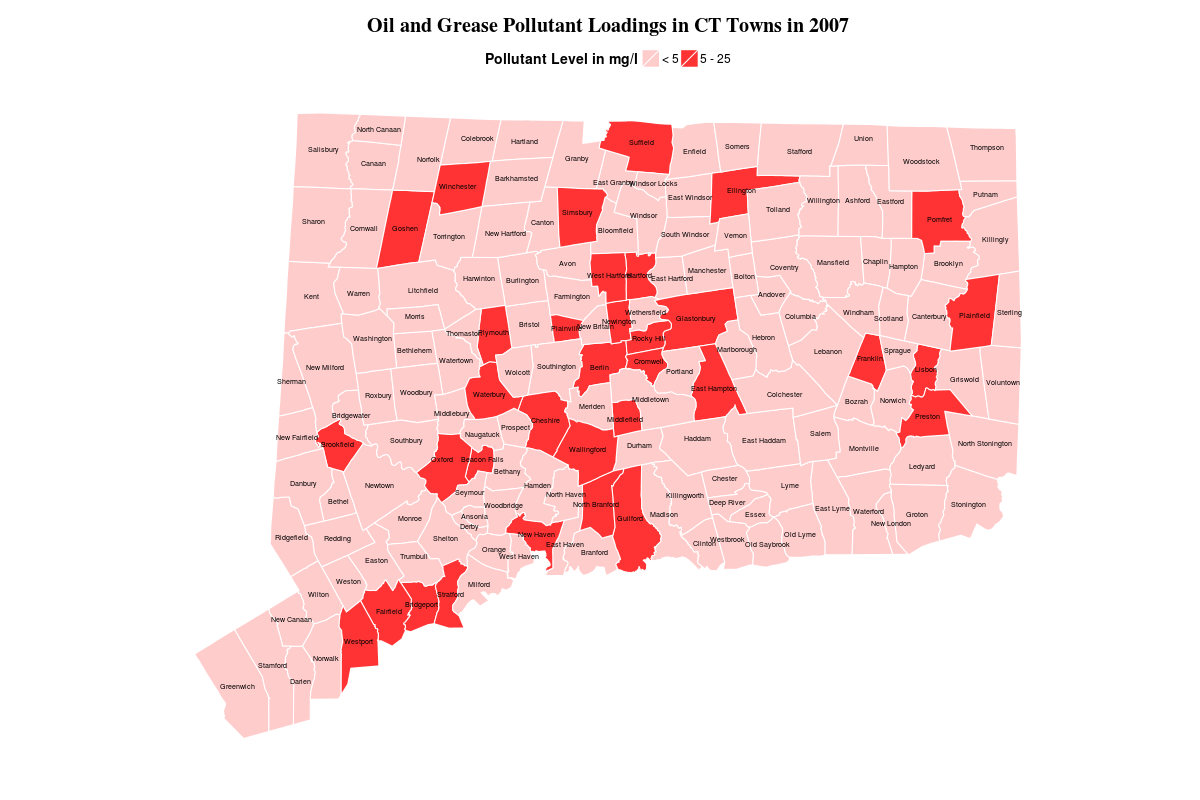 Oil and Grease Pollutant Loadings in CT Towns in 2007
Pollutant Level in mg/l < 5 5 - 25
North Canaan
Colebrook
Hartland
Salisbury
Canaan
Norfolk
Granby
Suffield
Enfield
Somers
Stafford
Union
Woodstock
Thompson
Winchester
Barkhamsted
East Granby
Windsor Locks
East Windsor
Ellington
Tolland
Willington
Ashford
Eastford
Putnam
Sharon
Cornwall
Goshen
Torrington
New Hartford
Canton
Simsbury
Bloomfield
Windsor
South Windsor
Vernon
Pomfret
Killingly
Kent
Warren
Litchfield
Harwinton
Burlington
Avon
West Hartford
Hartford
East Hartford
Manchester
Bolton
Coventry
Mansfield
Chaplin
Hampton
Brooklyn
Farmington
Andover
Morris
Washington
Bethlehem
Thomaston
Plymouth
Bristol
Plainville
New Britain
Newington
Wethersfield
Glastonbury
Rocky Hill
Hebron
Columbia
Windham
Scotland
Canterbury
Plainfield
Sterling
New Milford
Sherman
Watertown
Wolcott
Southington
Berlin
Cromwell
Portland
Marlborough
Lebanon
Franklin
Sprague
Lisbon
Griswold
Voluntown
Roxbury
Woodbury
Waterbury
East Hampton
Colchester
Bozrah
Norwich
Preston
Bridgewater
Middlebury
Naugatuck
Prospect
Cheshire
Meriden
Middletown
Middlefield
New Fairfield
Brookfield
Southbury
Oxford
Beacon Falls
Bethany
Wallingford
Durham
Haddam
East Haddam
Salem
Montville
Ledyard
North Stonington
Danbury
Bethel
Newtown
Seymour
Woodbridge
Hamden
North Haven
North Branford
Guilford
Madison
Killingworth
Chester
Deep River
Essex
Lyme
East Lyme
Waterford
New London
Groton
Stonington
Ridgefield
Redding
Monroe
Ansonia
Derby
Shelton
Orange
West Haven
New Haven
East Haven
Branford
Clinton
Westbrook
Old Saybrook
Old Lyme
Easton
Trumbull
Weston
Wilton
Milford
Stratford
Bridgeport
Fairfield
New Canaan
Westport
Norwalk
Stamford
Darien
Greenwich